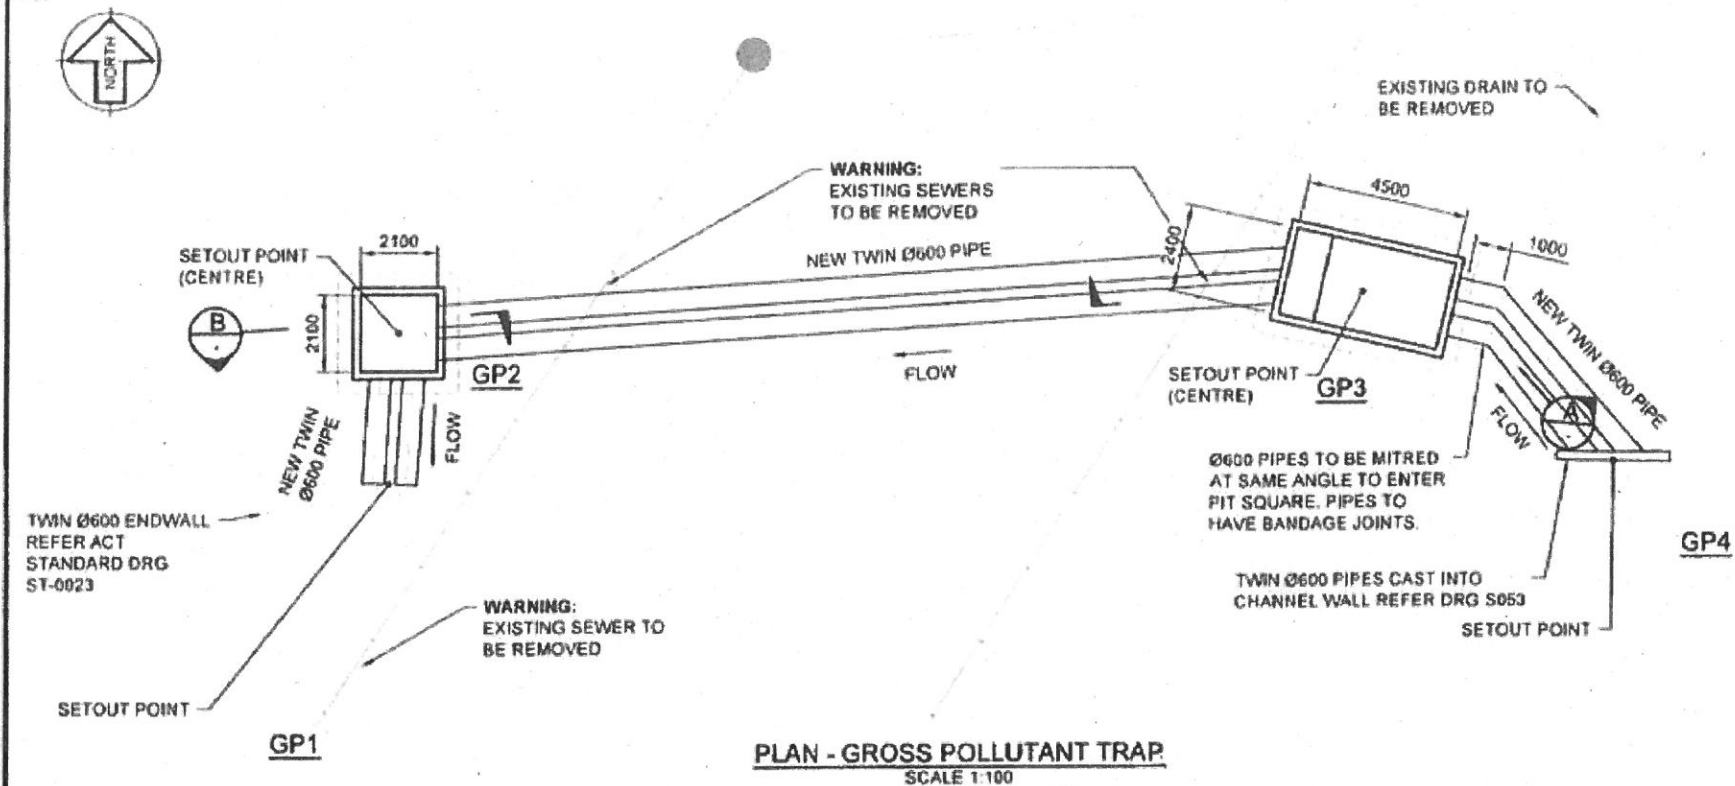 NORTH
EXISTING DRAIN TO
BE REMOVED
WARNING:
EXISTING SEWERS
TO BE REMOVED
4500
2400
1000
SETOUT POINT
(CENTRE)
2100
2100
NEW TWIN Ø600 PIPE
B
GP2
FLOW
SETOUT POINT
(CENTRE)
GP3
NEW TWIN Ø600 PIPE
A
FLOW
NEW TWIN
Ø600 PIPE
FLOW
Ø600 PIPES TO BE MITRED
AT SAME ANGLE TO ENTER
PIT SQUARE. PIPES TO
HAVE BANDAGE JOINTS.
TWIN Ø600 ENDWALL
REFER ACT
STANDARD DRG
ST-0023
GP4
TWIN Ø600 PIPES CAST INTO
CHANNEL WALL REFER DRG S053
SETOUT POINT
WARNING:
EXISTING SEWER TO
BE REMOVED
SETOUT POINT
GP1
PLAN - GROSS POLLUTANT TRAP
SCALE 1:100